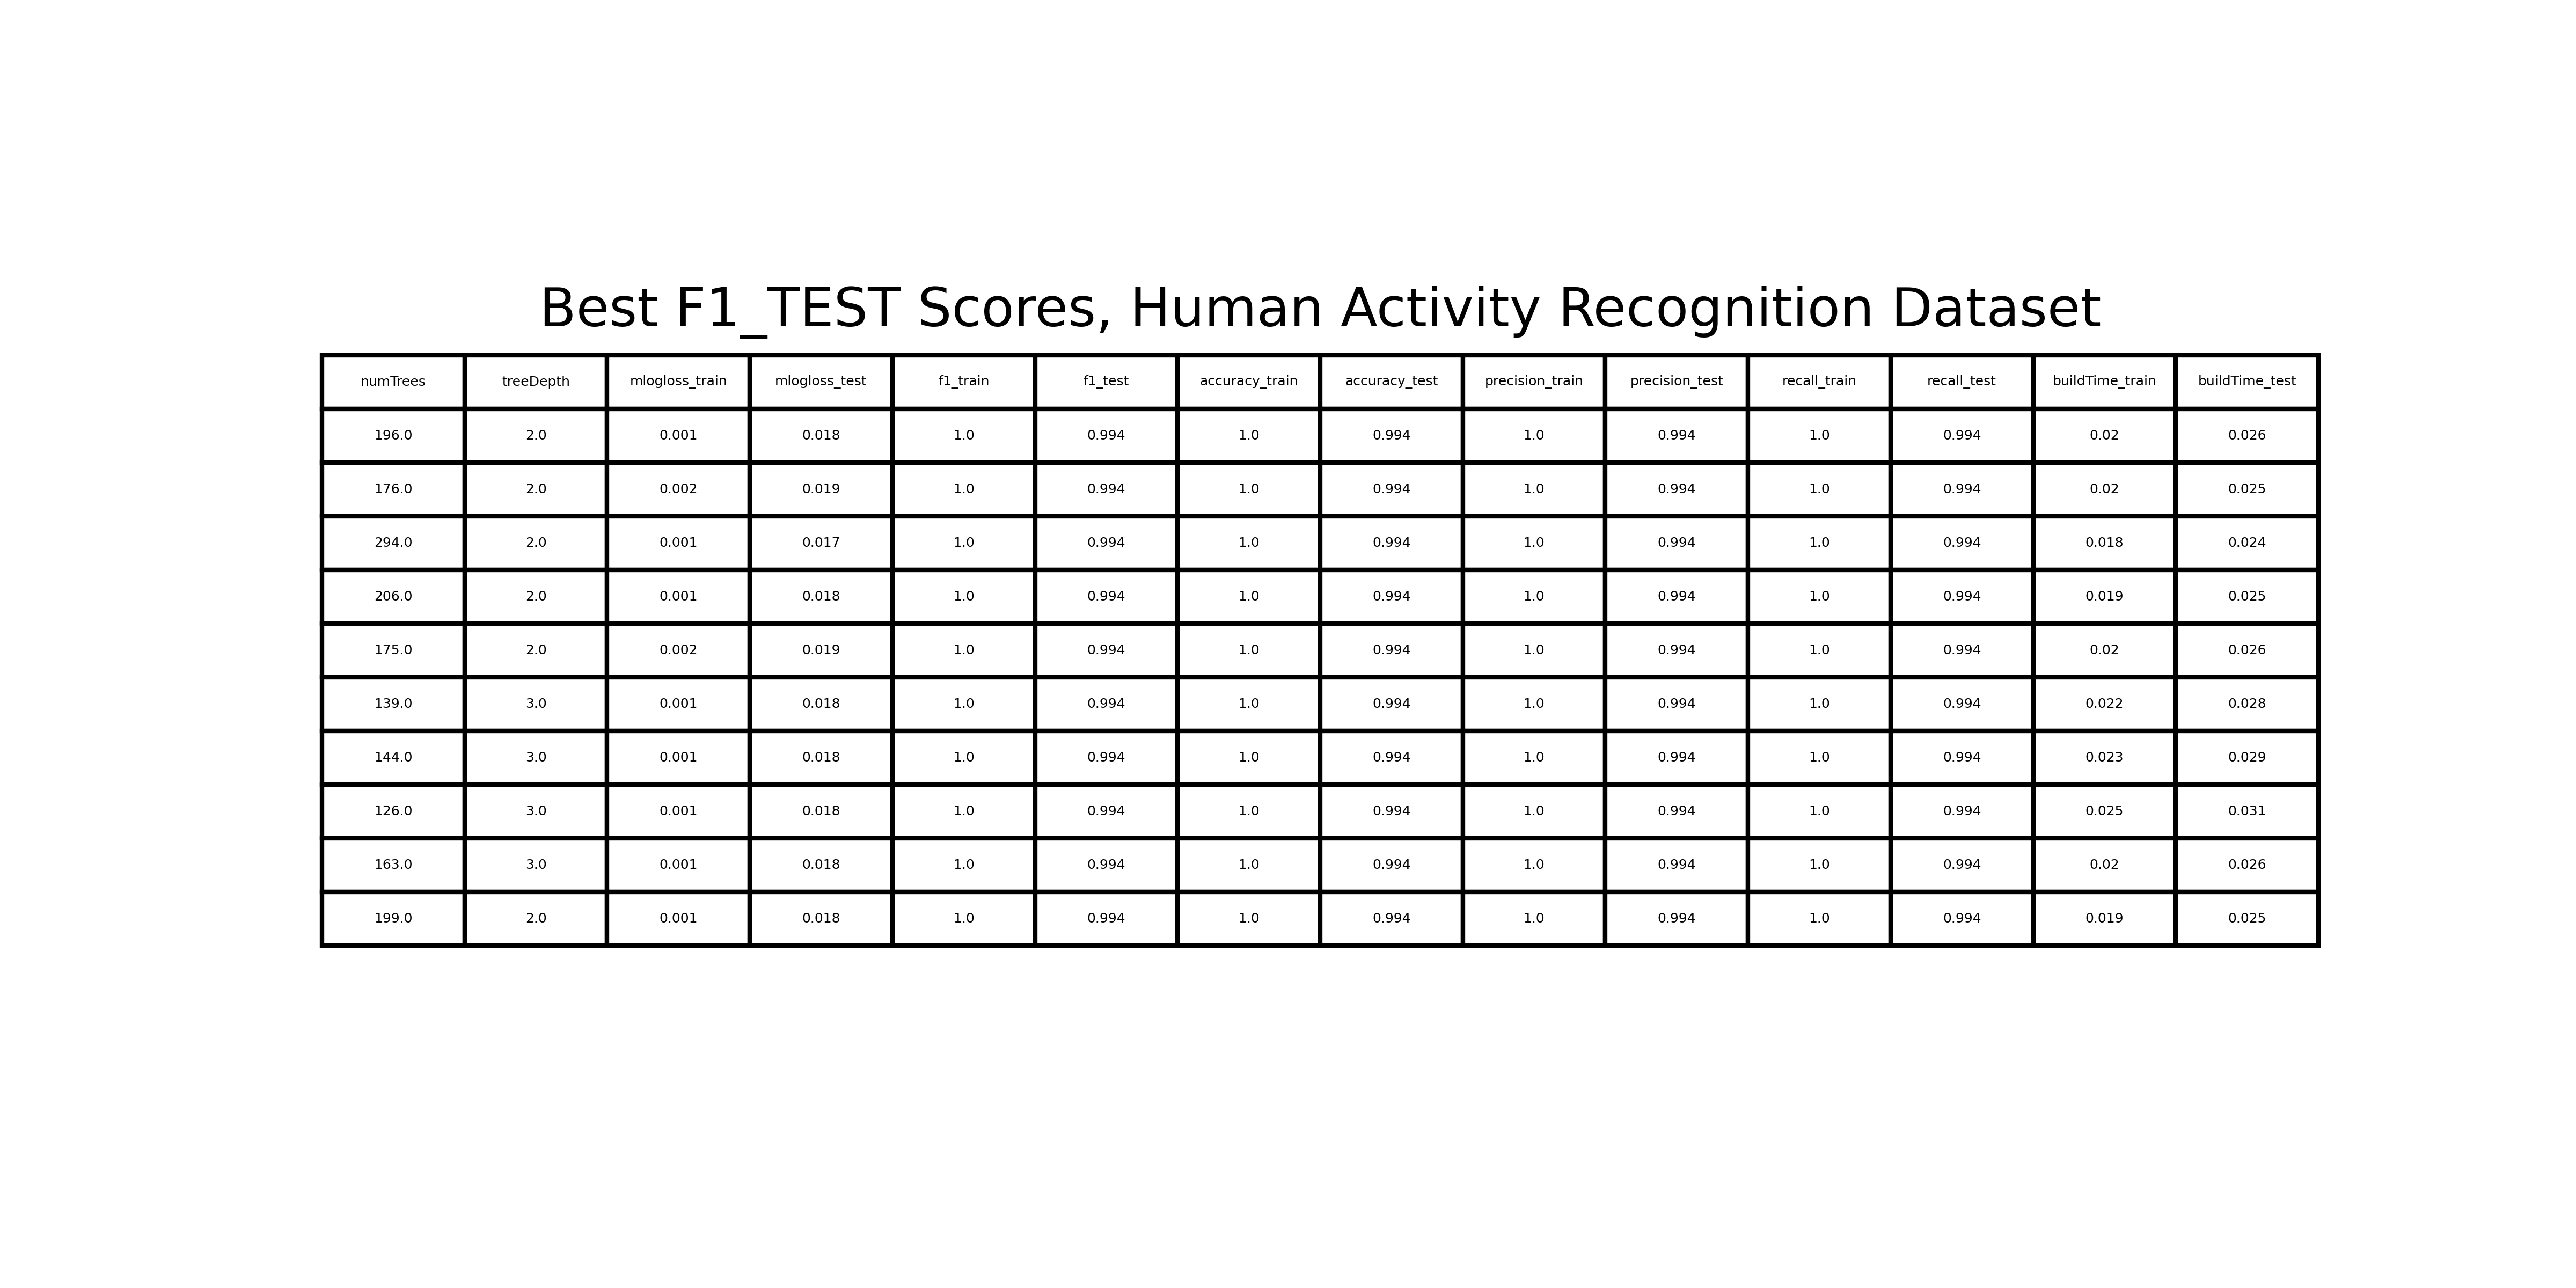 Best F1_TEST Scores, Human Activity Recognition Dataset
numTrees treeDepth mlogloss_train mlogloss_test f1_train f1_test accuracy_train accuracy_test precision_train precision_test recall_train recall_test buildTime_train buildTime_test
196.0 2.0 0.001 0.018 1.0 0.994 1.0 0.994 1.0 0.994 1.0 0.994 0.02 0.026
176.0 2.0 0.002 0.019 1.0 0.994 1.0 0.994 1.0 0.994 1.0 0.994 0.02 0.025
294.0 2.0 0.001 0.017 1.0 0.994 1.0 0.994 1.0 0.994 1.0 0.994 0.018 0.024
206.0 2.0 0.001 0.018 1.0 0.994 1.0 0.994 1.0 0.994 1.0 0.994 0.019 0.025
175.0 2.0 0.002 0.019 1.0 0.994 1.0 0.994 1.0 0.994 1.0 0.994 0.02 0.026
139.0 3.0 0.001 0.018 1.0 0.994 1.0 0.994 1.0 0.994 1.0 0.994 0.022 0.028
144.0 3.0 0.001 0.018 1.0 0.994 1.0 0.994 1.0 0.994 1.0 0.994 0.023 0.029
126.0 3.0 0.001 0.018 1.0 0.994 1.0 0.994 1.0 0.994 1.0 0.994 0.025 0.031
163.0 3.0 0.001 0.018 1.0 0.994 1.0 0.994 1.0 0.994 1.0 0.994 0.02 0.026
199.0 2.0 0.001 0.018 1.0 0.994 1.0 0.994 1.0 0.994 1.0 0.994 0.019 0.025